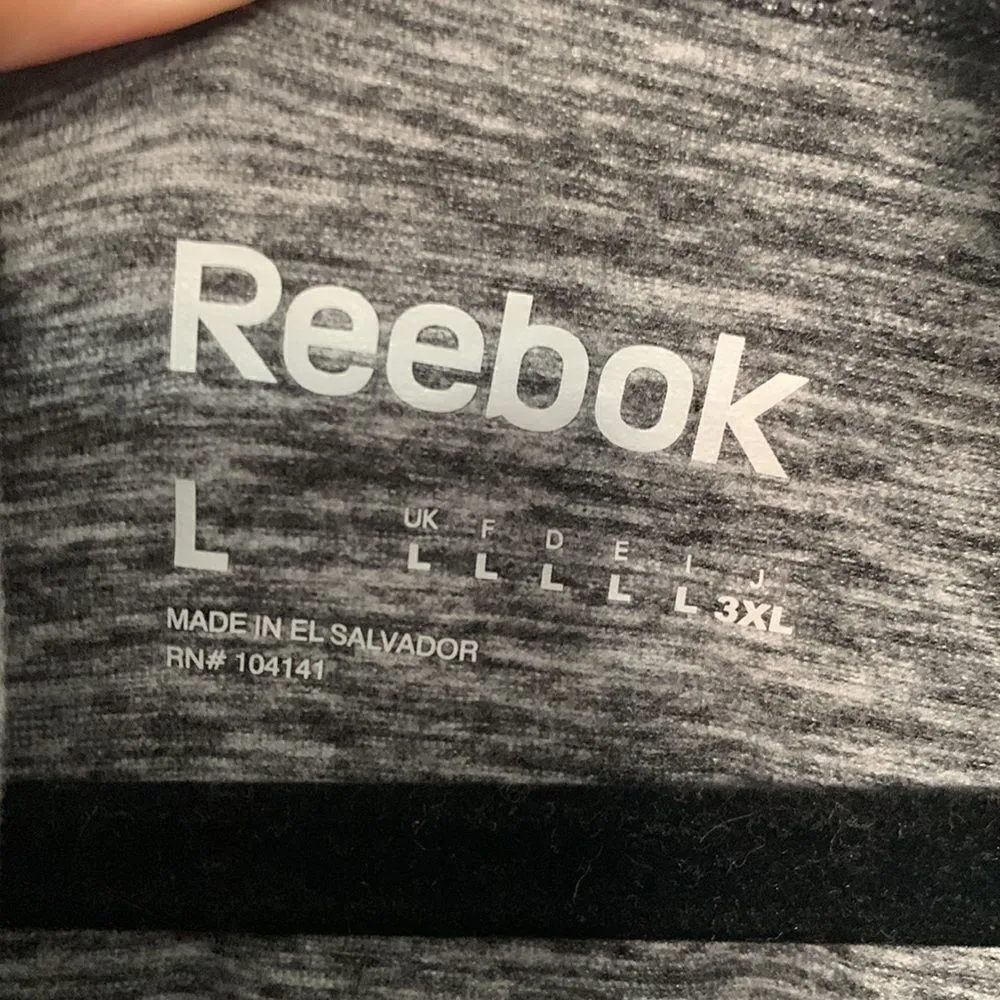 Reebok
L
UK F D E I J
L L L L L 3XL
MADE IN EL SALVADOR
RN# 104141